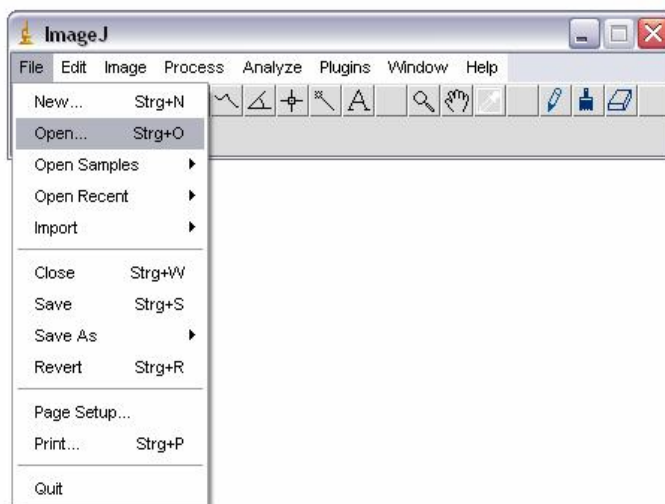 ImageJ
File Edit Image Process Analyze Plugins Window Help
New... Strg+N
A
Open... Strg+O
Open Samples
Open Recent
Import
Close Strg+W
Save Strg+S
Save As
Revert Strg+R
Page Setup...
Print... Strg+P
Quit